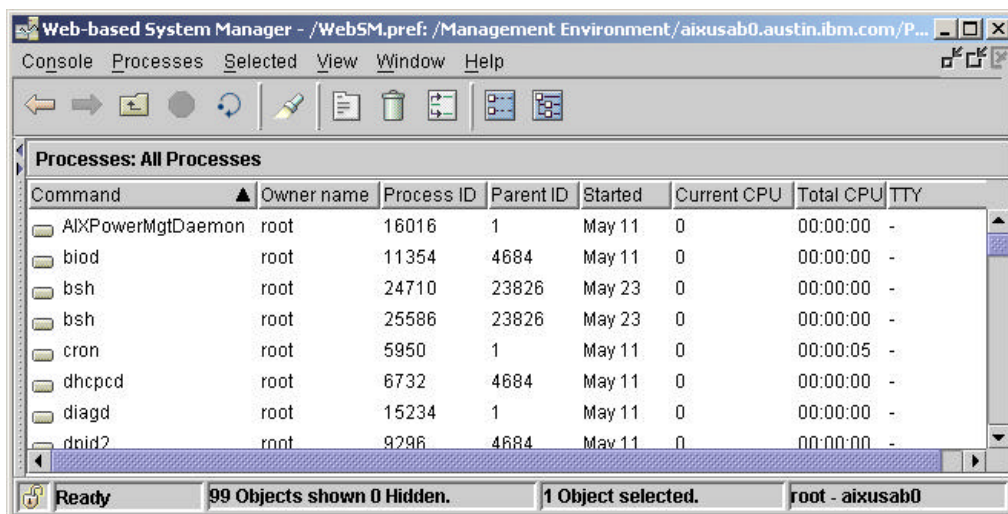 Web-based System Manager - /WebSM.pref: /Management Environment/aixusab0.austin.ibm.com/P...
Console Processes Selected View Window Help
Processes: All Processes
Command Owner name Process ID Parent ID Started Current CPU Total CPU TTY
AIXPowerMgtDaemon root 16016 1 May 11 0 00:00:00 -
biod root 11354 4684 May 11 0 00:00:00 -
bsh root 24710 23826 May 23 0 00:00:00 -
bsh root 25586 23826 May 23 0 00:00:00 -
cron root 5950 1 May 11 0 00:00:05 -
dhcpcd root 6732 4684 May 11 0 00:00:00 -
diagd root 15234 1 May 11 0 00:00:00 -
dpid2 root 9296 4684 May 11 0 00:00:00 -
Ready 99 Objects shown 0 Hidden. 1 Object selected. root - aixusab0